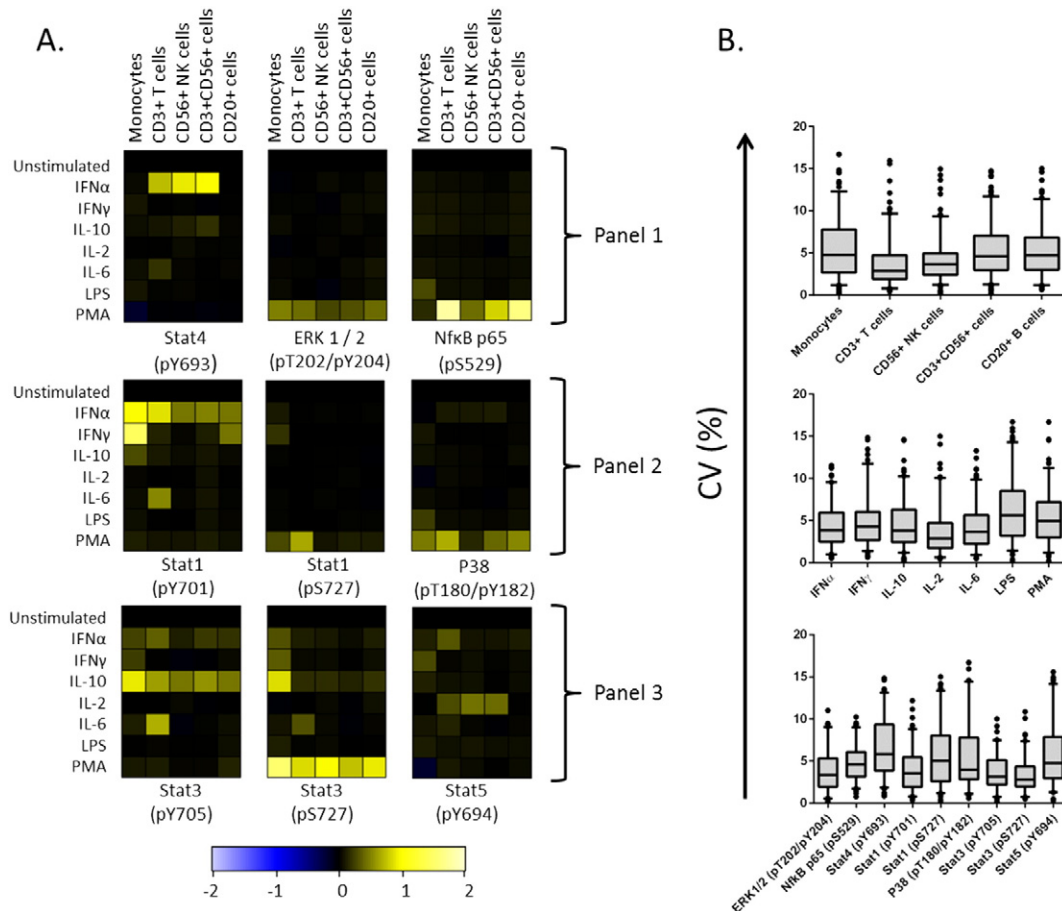 A.
Monocytes
CD3+ T cells
CD56+ NK cells
CD3+CD56+ cells
CD20+ cells
Monocytes
CD3+ T cells
CD56+ NK cells
CD3+CD56+ cells
CD20+ cells
Monocytes
CD3+ T cells
CD56+ NK cells
CD3+CD56+ cells
CD20+ cells
Unstimulated
IFNα
IFNγ
IL-10
IL-2
IL-6
LPS
PMA
Stat4
(pY693)
ERK 1 / 2
(pT202/pY204)
NfκB p65
(pS529)
Panel 1
Unstimulated
IFNα
IFNγ
IL-10
IL-2
IL-6
LPS
PMA
Stat1
(pY701)
Stat1
(pS727)
P38
(pT180/pY182)
Panel 2
Unstimulated
IFNα
IFNγ
IL-10
IL-2
IL-6
LPS
PMA
Stat3
(pY705)
Stat3
(pS727)
Stat5
(pY694)
Panel 3
-2
-1
0
1
2
B.
CV (%)
20
15
10
5
0
Monocytes
CD3+ T cells
CD56+ NK cells
CD3+CD56+ cells
CD20+ B cells
20
15
10
5
0
IFNα
IFNγ
IL-10
IL-2
IL-6
LPS
PMA
20
15
10
5
0
ERK1/2 (pT202/pY204)
NfkB p65 (pS529)
Stat4 (pY693)
Stat1 (pY701)
Stat1 (pS727)
P38 (pT180/pY182)
Stat3 (pY705)
Stat3 (pS727)
Stat5 (pY694)